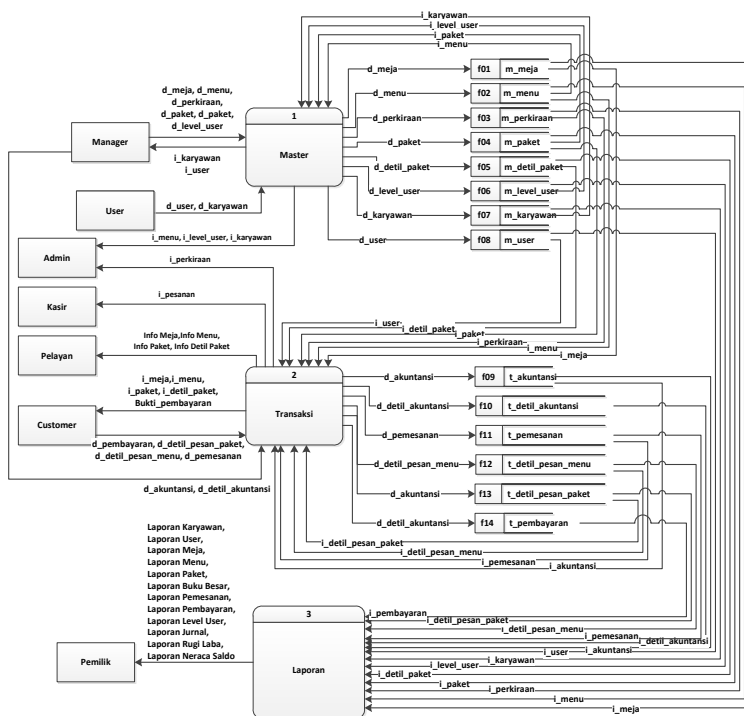 i_karyawan
i_level_user
i_paket
i_menu
d_meja
f01 m_meja
d_meja, d_menu,
d_perkiraan,
d_paket, d_paket,
d_level_user
d_menu
f02 m_menu
1
d_perkiraan
f03 m_perkiraan
Manager
Master
d_paket
f04 m_paket
i_karyawan
i_user
d_detil_paket
f05 m_detil_paket
d_level_user
f06 m_level_user
User
d_user, d_karyawan
d_karyawan
f07 m_karyawan
d_user
f08 m_user
i_menu, i_level_user, i_karyawan
Admin
i_perkiraan
Kasir
i_pesanan
i_user
i_detil_paket
i_paket
i_perkiraan
i_menu
i_meja
Pelayan
Info Meja,Info Menu,
Info Paket, Info Detil Paket
2
Transaksi
d_akuntansi
f09 t_akuntansi
i_meja,i_menu,
i_paket, i_detil_paket,
Bukti_pembayaran
d_detil_akuntansi
f10 t_detil_akuntansi
Customer
d_pembayaran, d_detil_pesan_paket,
d_detil_pesan_menu, d_pemesanan
d_pemesanan
f11 t_pemesanan
d_detil_pesan_menu
f12 t_detil_pesan_menu
d_akuntansi, d_detil_akuntansi
d_akuntansi
f13 t_detil_pesan_paket
d_detil_akuntansi
f14 t_pembayaran
i_detil_pesan_paket
i_detil_pesan_menu
i_pemesanan
i_akuntansi
Laporan Karyawan,
Laporan User,
Laporan Meja,
Laporan Menu,
Laporan Paket,
Laporan Buku Besar,
Laporan Pemesanan,
Laporan Pembayaran,
Laporan Level User,
Laporan Jurnal,
Laporan Rugi Laba,
Laporan Neraca Saldo
Pemilik
3
Laporan
i_pembayaran
i_detil_pesan_paket
i_detil_pesan_menu
i_pemesanan
i_detil_akuntansi
i_akuntansi
i_user
i_karyawan
i_level_user
i_detil_paket
i_paket
i_perkiraan
i_menu
i_meja